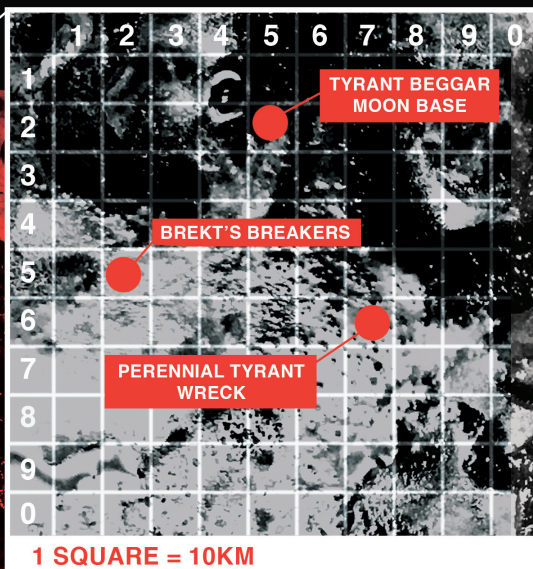 1 2 3 4 5 6 7 8 9 0
1
TYRANT BEGGAR
MOON BASE
2
3
4
BREKT'S BREAKERS
5
6
7
PERENNIAL TYRANT
WRECK
8
9
0
1 SQUARE = 10KM